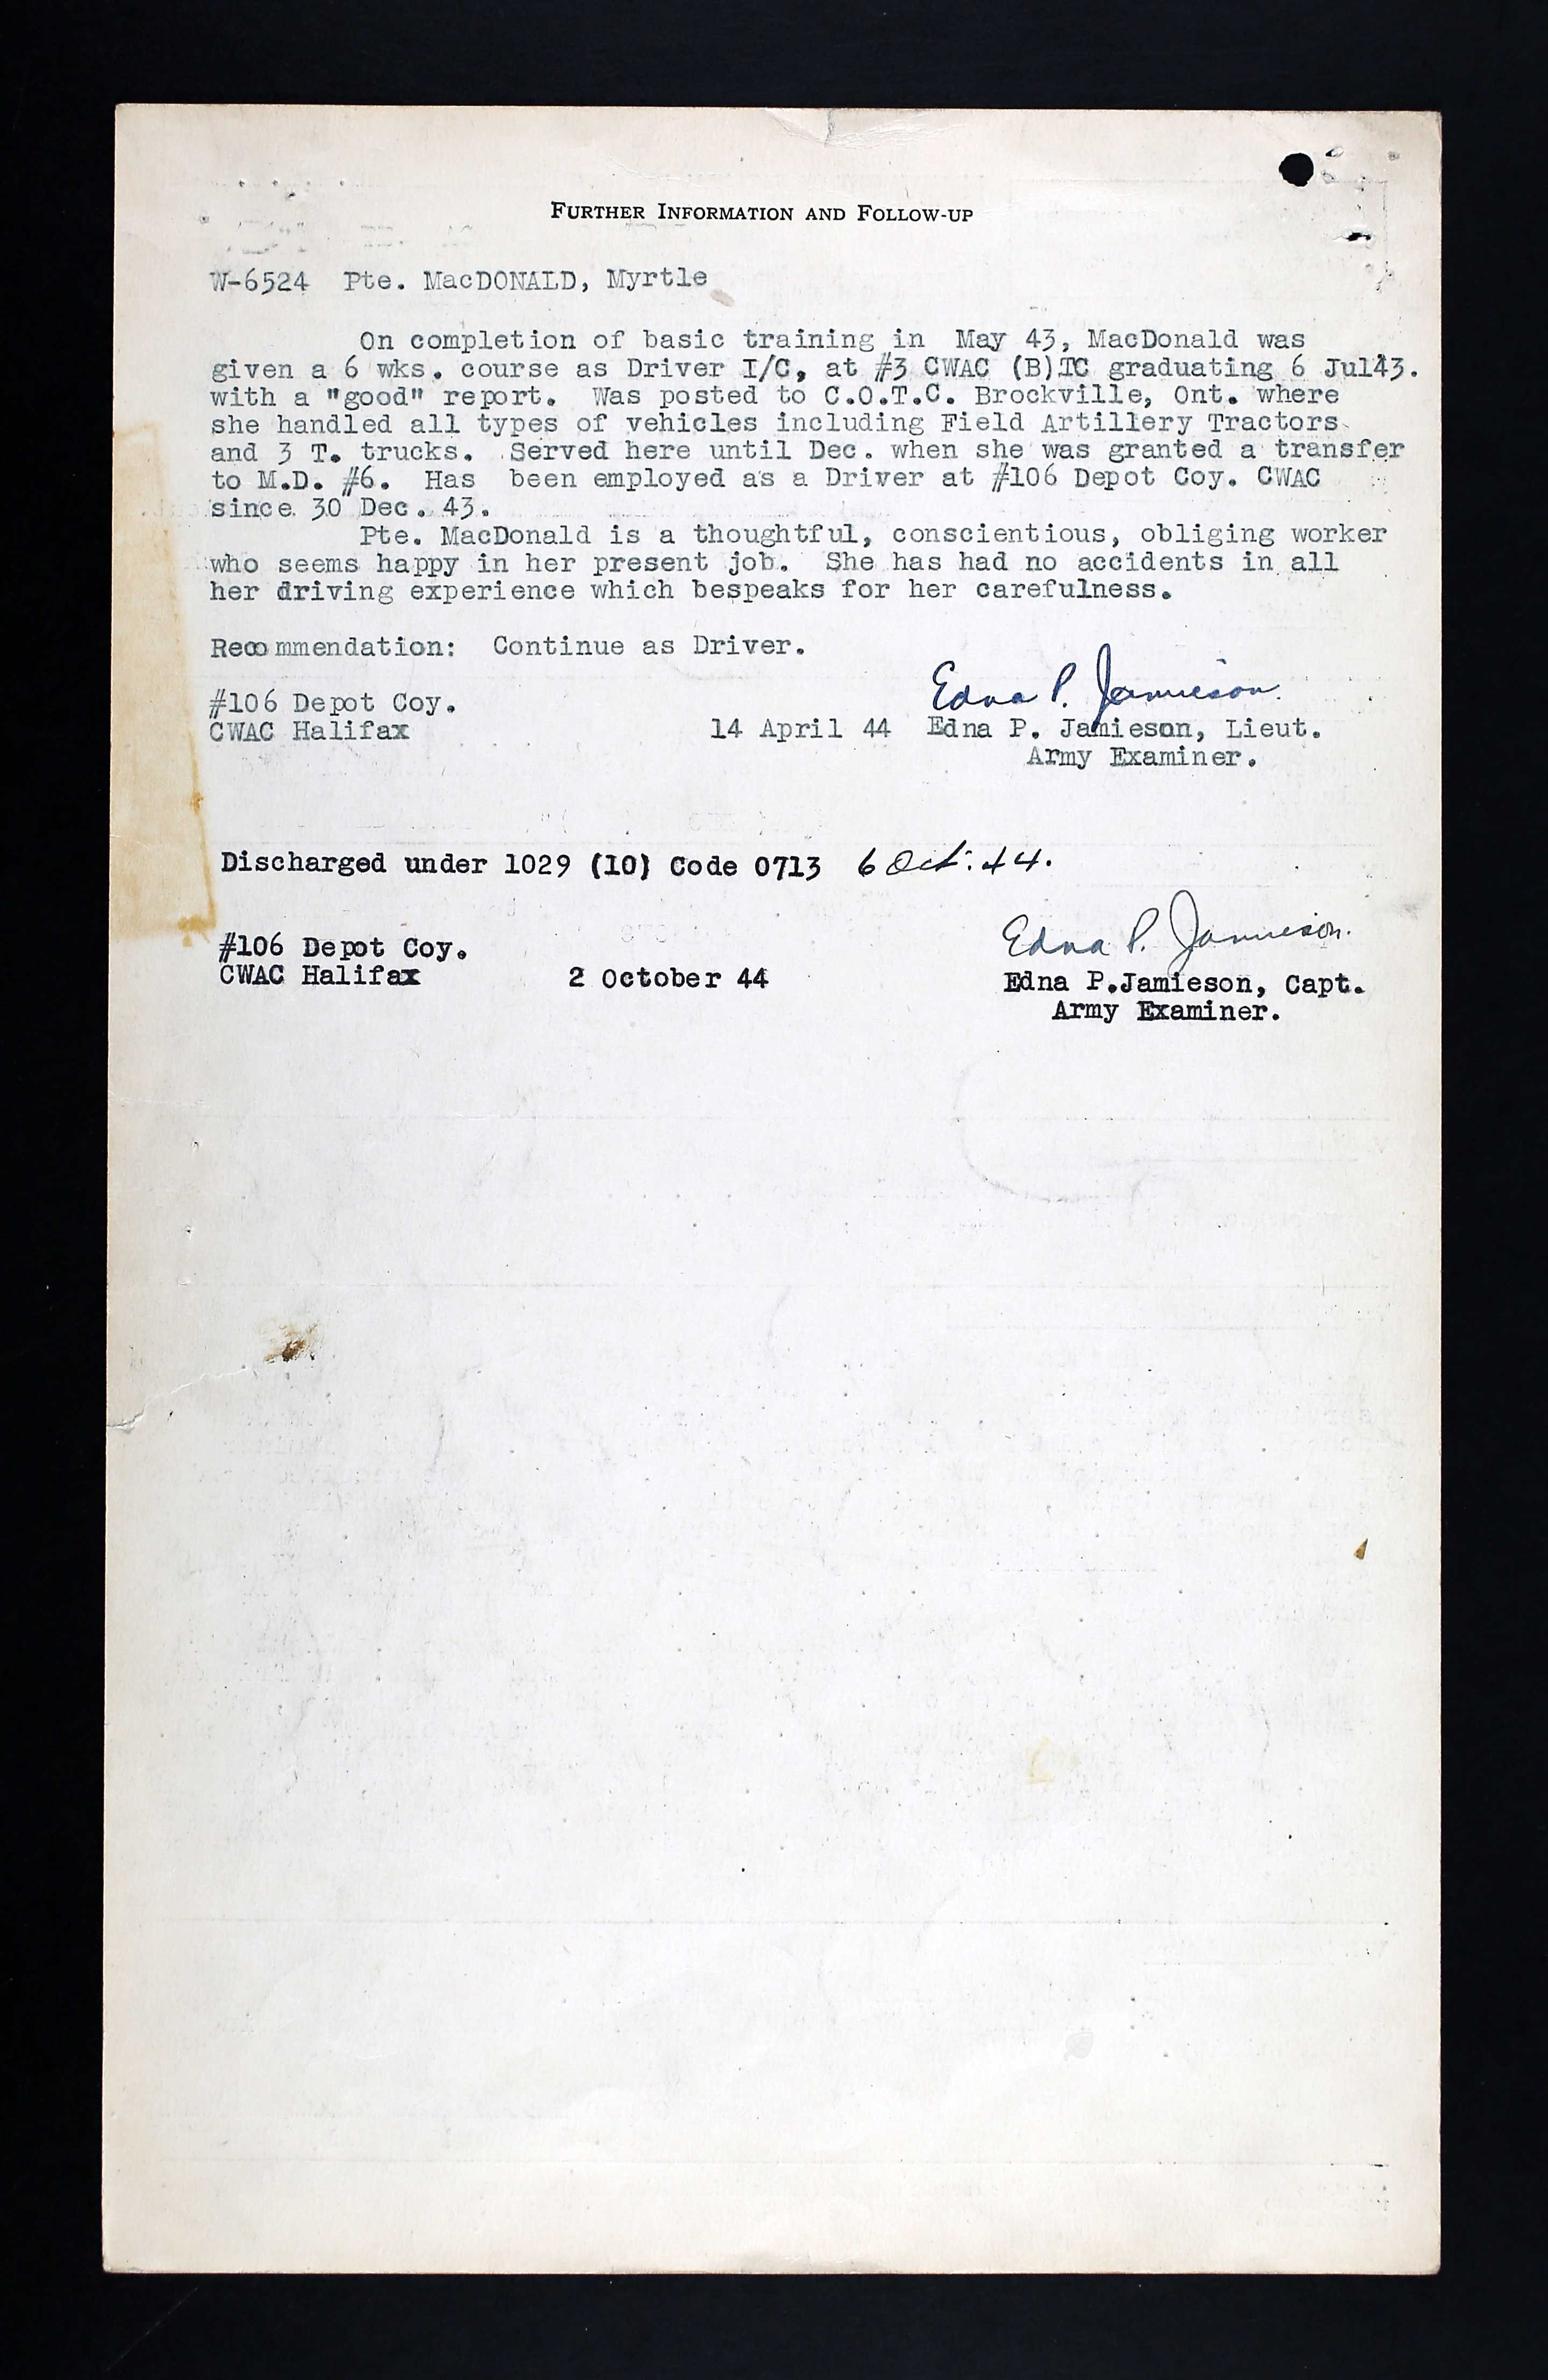 FURTHER INFORMATION AND FOLLOW-UP
W-6524 Pte. MacDONALD, Myrtle
On completion of basic training in May 43, MacDonald was
given a 6 wks. course as Driver I/C, at #3 CWAC (B)TC graduating 6 Jul43.
with a "good" report. Was posted to C.O.T.C. Brockville, Ont. where
she handled all types of vehicles including Field Artillery Tractors
and 3 T. trucks. Served here until Dec. when she was granted a transfer
to M.D. #6. Has been employed as a Driver at #106 Depot Coy. CWAC
since 30 Dec. 43.
Pte. MacDonald is a thoughtful, conscientious, obliging worker
who seems happy in her present job. She has had no accidents in all
her driving experience which bespeaks for her carefulness.
Recommendation: Continue as Driver.
Edna P. Jamieson.
#106 Depot Coy.
CWAC Halifax 14 April 44 Edna P. Jamieson, Lieut.
Army Examiner.
Discharged under 1029 (10) Code 0713 6 Oct. 44.
Edna P. Jamieson.
#106 Depot Coy.
CWAC Halifax 2 October 44 Edna P.Jamieson, Capt.
Army Examiner.